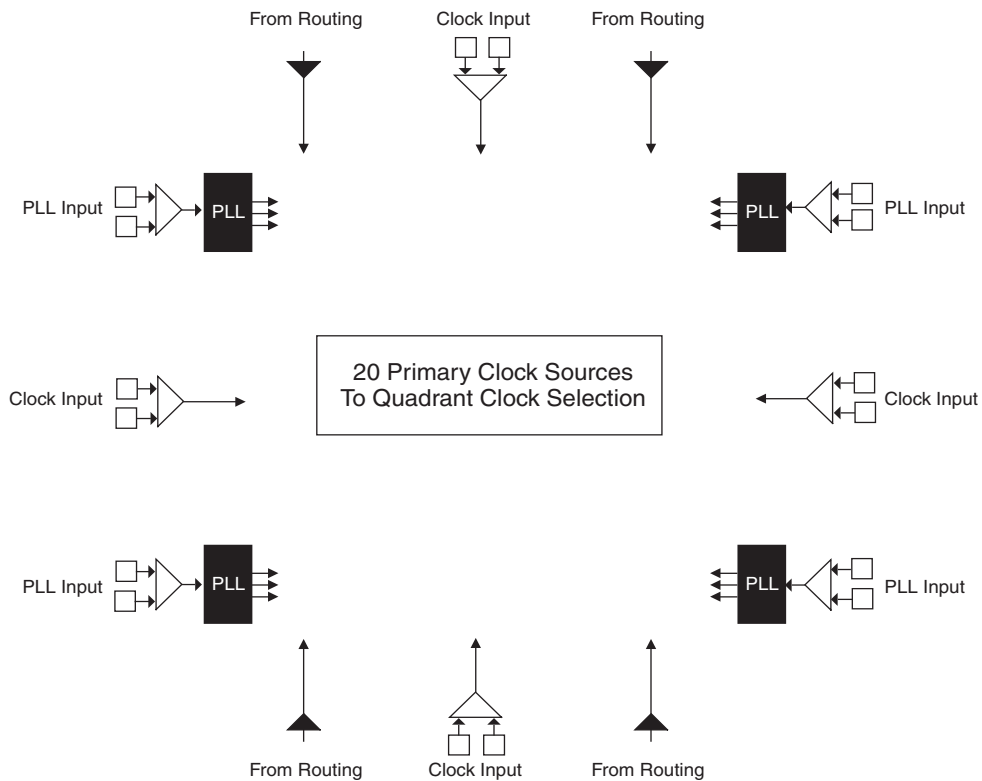 From Routing
Clock Input
From Routing
PLL Input
PLL
PLL
PLL Input
Clock Input
20 Primary Clock Sources
To Quadrant Clock Selection
Clock Input
PLL Input
PLL
PLL
PLL Input
From Routing
Clock Input
From Routing